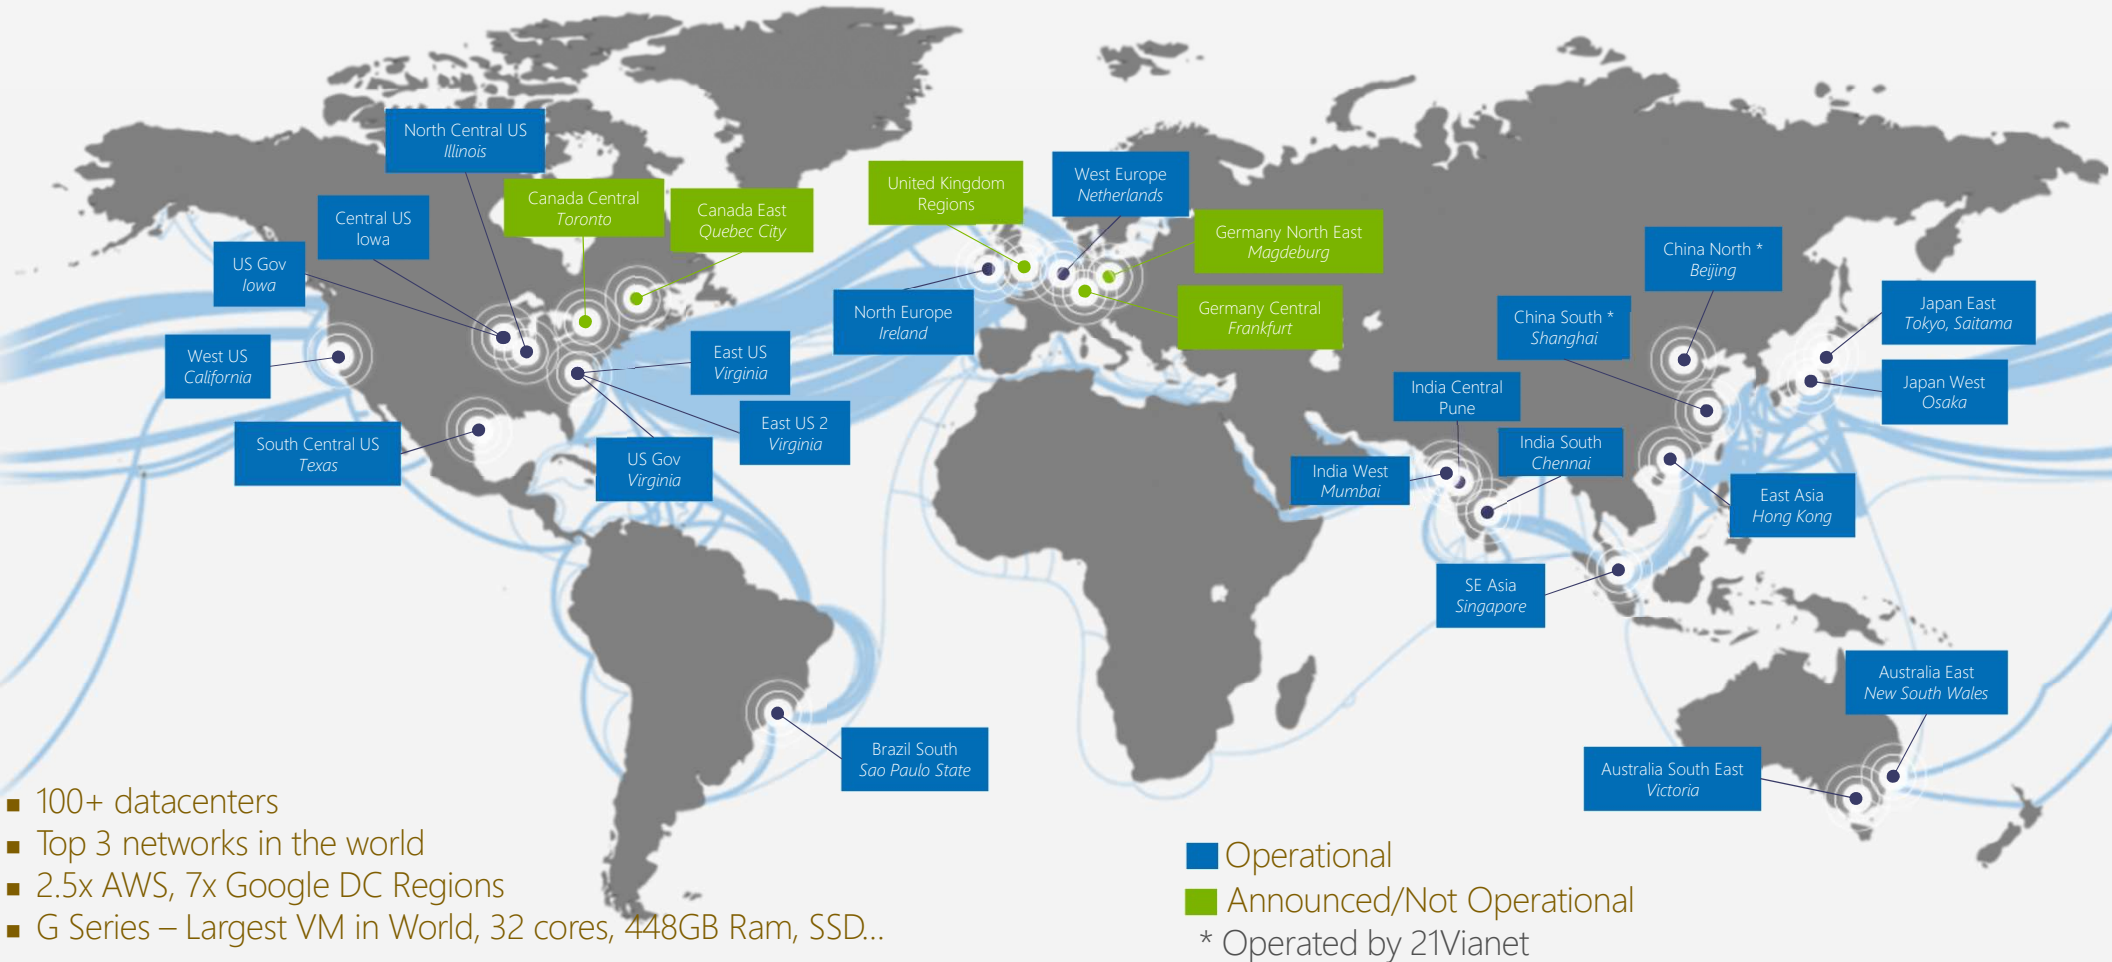 North Central US
Illinois
Central US
Iowa
US Gov
Iowa
West US
California
South Central US
Texas
Canada Central
Toronto
Canada East
Quebec City
East US
Virginia
East US 2
Virginia
US Gov
Virginia
Brazil South
Sao Paulo State
United Kingdom
Regions
West Europe
Netherlands
North Europe
Ireland
Germany North East
Magdeburg
Germany Central
Frankfurt
China North *
Beijing
China South *
Shanghai
Japan East
Tokyo, Saitama
Japan West
Osaka
India Central
Pune
India South
Chennai
India West
Mumbai
East Asia
Hong Kong
SE Asia
Singapore
Australia East
New South Wales
Australia South East
Victoria
▪ 100+ datacenters
▪ Top 3 networks in the world
▪ 2.5x AWS, 7x Google DC Regions
▪ G Series – Largest VM in World, 32 cores, 448GB Ram, SSD…
Operational
Announced/Not Operational
* Operated by 21Vianet